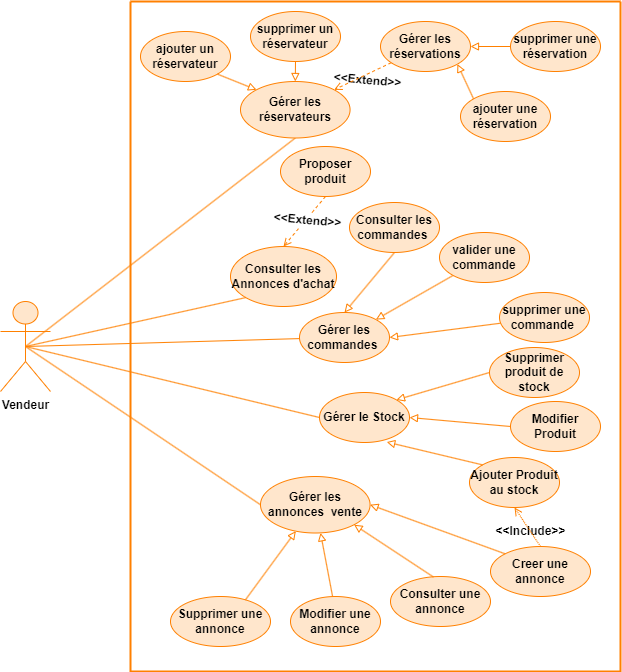 supprimer un
réservateur
ajouter un
réservateur
Gérer les
réservations
supprimer une
réservation
<<Extend>>
Gérer les
réservateurs
ajouter une
réservation
Proposer
produit
<<Extend>>
Consulter les
commandes
valider une
commande
Consulter les
Annonces d'achat
supprimer une
commande
Gérer les
commandes
Supprimer
produit de
stock
Vendeur
Gérer le Stock
Modifier
Produit
Ajouter Produit
au stock
Gérer les
annonces  vente
<<Include>>
Creer une
annonce
Consulter une
annonce
Supprimer une
annonce
Modifier une
annonce